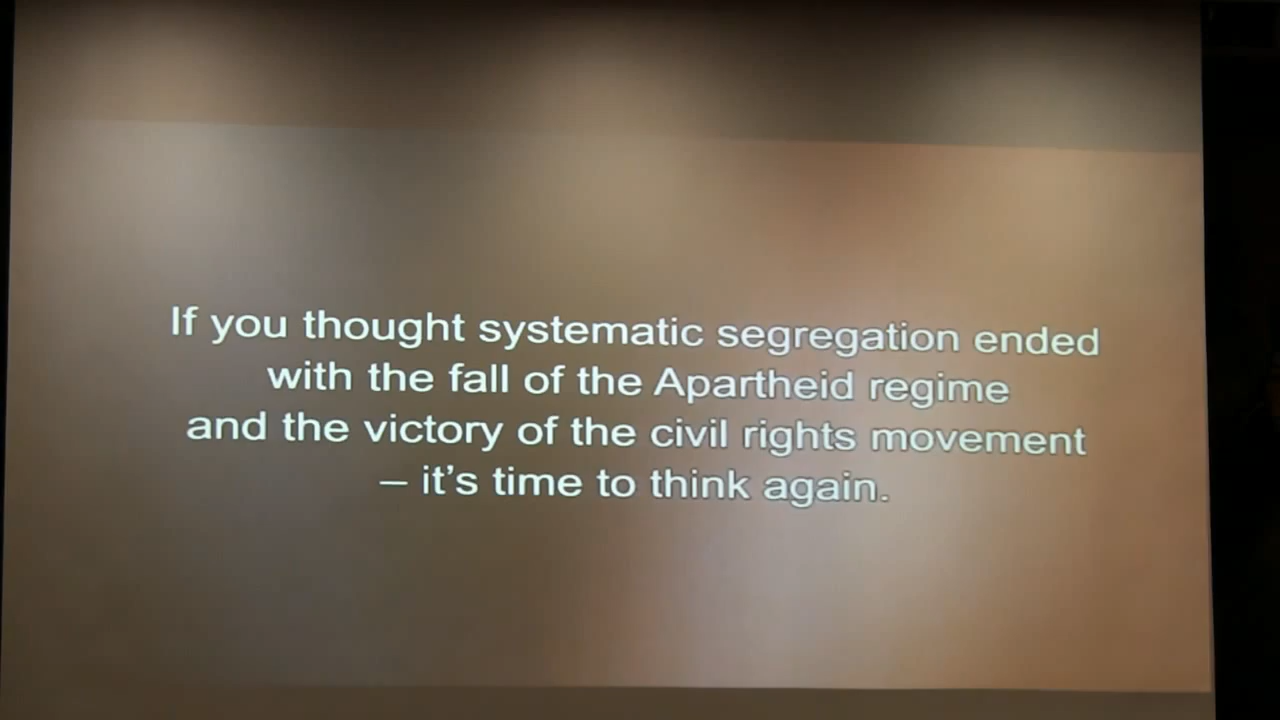 If you thought systematic segregation ended
with the fall of the Apartheid regime
and the victory of the civil rights movement
– it's time to think again.